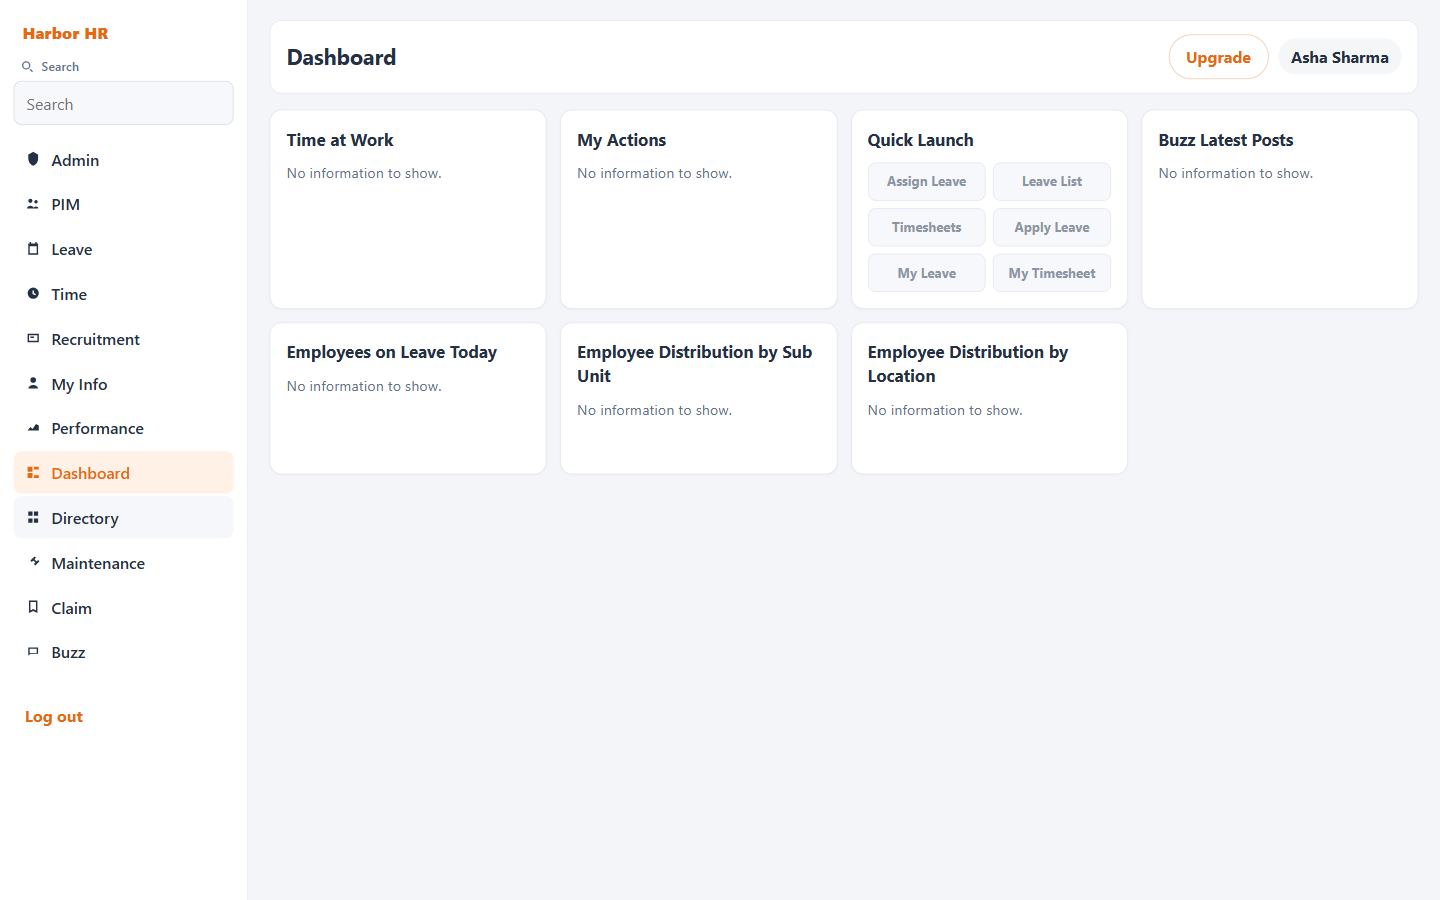 Harbor HR
Search
Search
Admin
PIM
Leave
Time
Recruitment
My Info
Performance
Dashboard
Directory
Maintenance
Claim
Buzz
Log out
Dashboard
Upgrade
Asha Sharma
Time at Work
No information to show.
My Actions
No information to show.
Quick Launch
Assign Leave
Leave List
Timesheets
Apply Leave
My Leave
My Timesheet
Buzz Latest Posts
No information to show.
Employees on Leave Today
No information to show.
Employee Distribution by Sub
Unit
No information to show.
Employee Distribution by
Location
No information to show.